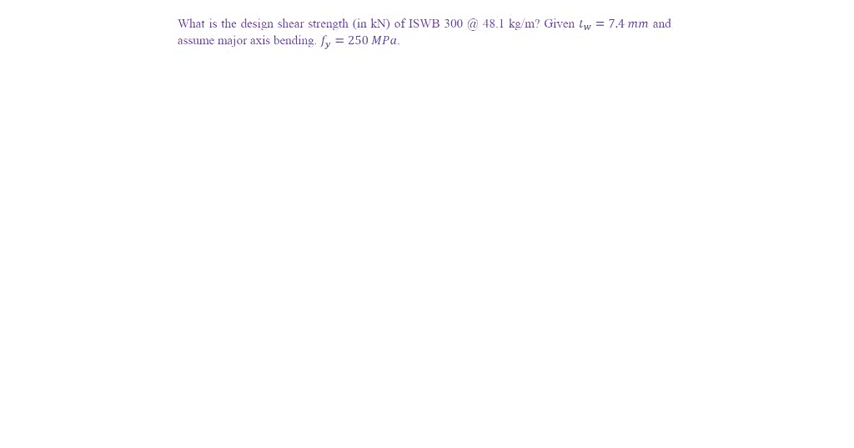 What is the design shear strength (in kN) of ISWB 300 @ 48.1 kg/m? Given t_w = 7.4 mm and
assume major axis bending. f_y = 250 MPa.